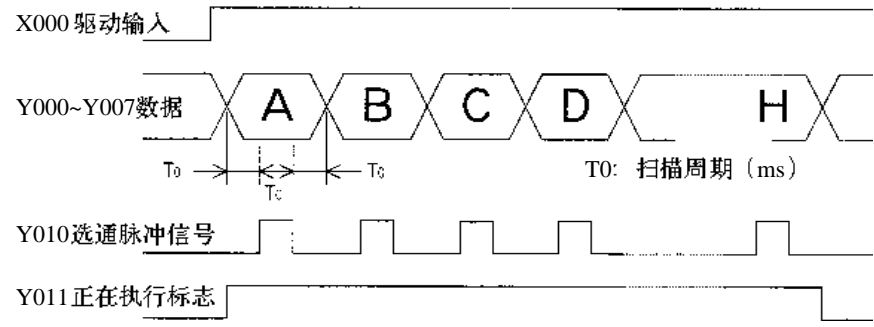 X000驱动输入
Y000~Y007数据 A B C D H
T0 T0 T0: 扫描周期（ms）
T0
Y010选通脉冲信号
Y011正在执行标志